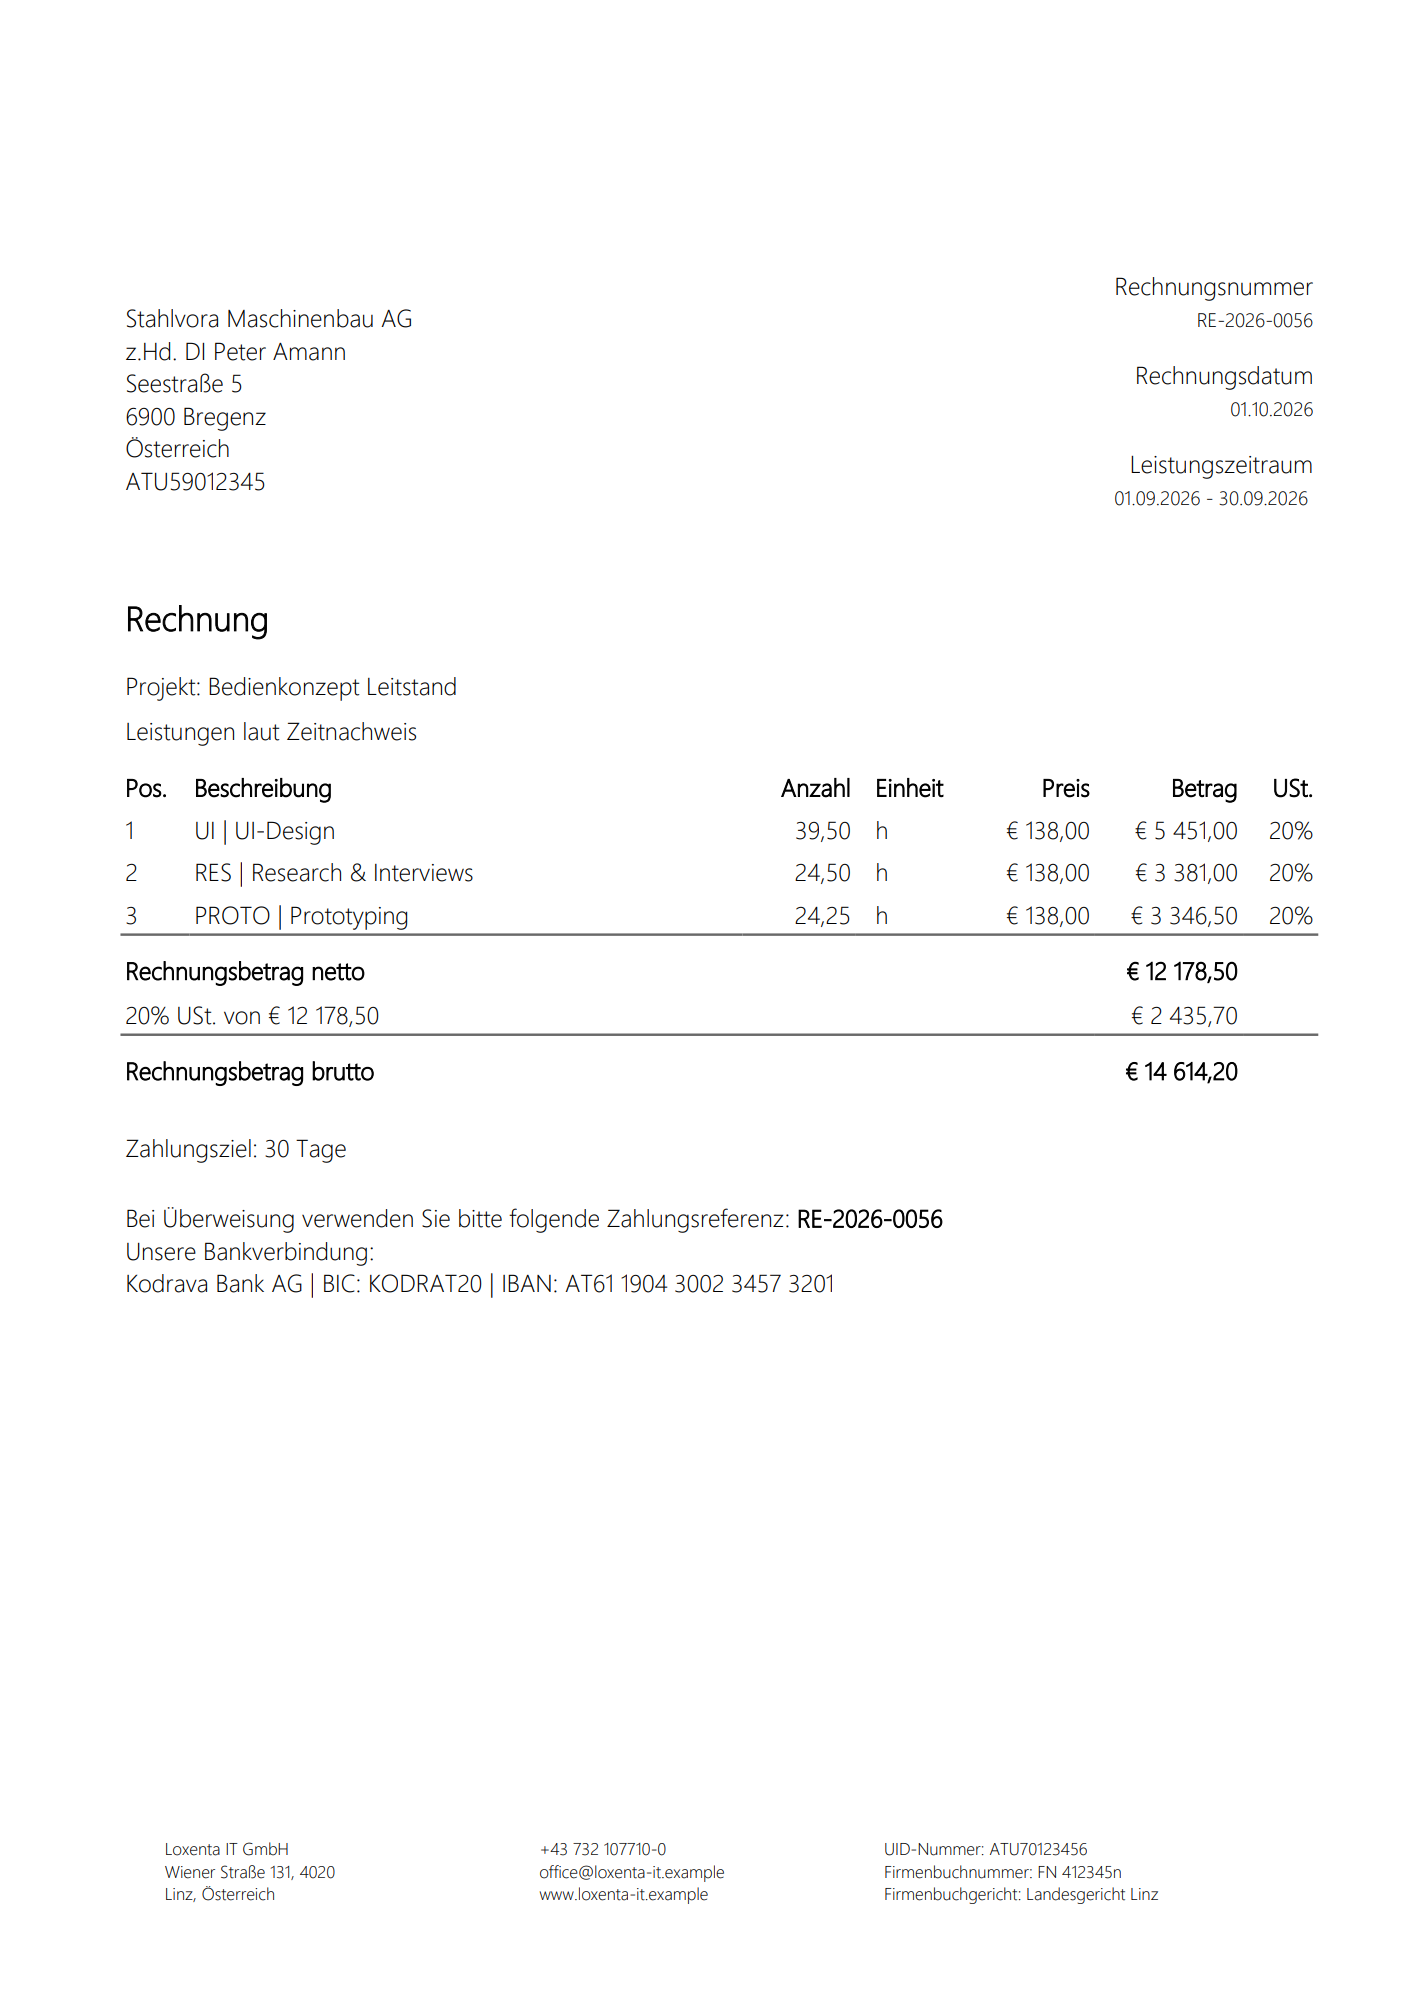 Rechnungsnummer
RE-2026-0056
Rechnungsdatum
01.10.2026
Leistungszeitraum
01.09.2026 - 30.09.2026
Stahlvora Maschinenbau AG
z.Hd. DI Peter Amann
Seestraße 5
6900 Bregenz
Österreich
ATU59012345
Rechnung
Projekt: Bedienkonzept Leitstand
Leistungen laut Zeitnachweis
Pos. Beschreibung Anzahl Einheit Preis Betrag USt.
1 UI | UI-Design 39,50 h € 138,00 € 5 451,00 20%
2 RES | Research & Interviews 24,50 h € 138,00 € 3 381,00 20%
3 PROTO | Prototyping 24,25 h € 138,00 € 3 346,50 20%
Rechnungsbetrag netto € 12 178,50
20% USt. von € 12 178,50 € 2 435,70
Rechnungsbetrag brutto € 14 614,20
Zahlungsziel: 30 Tage
Bei Überweisung verwenden Sie bitte folgende Zahlungsreferenz: RE-2026-0056
Unsere Bankverbindung:
Kodrava Bank AG | BIC: KODRAT20 | IBAN: AT61 1904 3002 3457 3201
Loxenta IT GmbH
Wiener Straße 131, 4020
Linz, Österreich
+43 732 107710-0
office@loxenta-it.example
www.loxenta-it.example
UID-Nummer: ATU70123456
Firmenbuchnummer: FN 412345n
Firmenbuchgericht: Landesgericht Linz